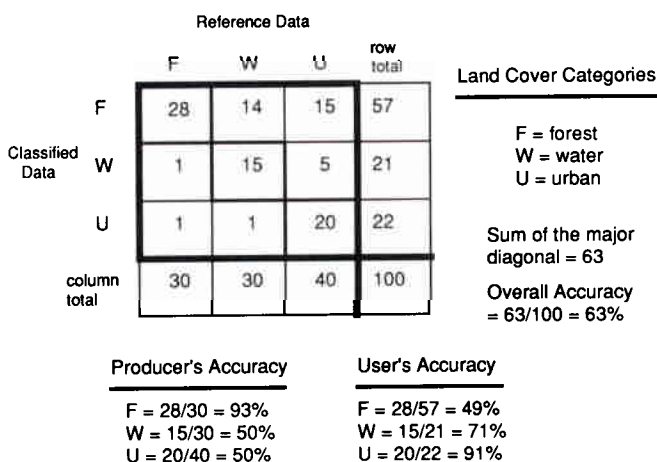 Reference Data
F W U row total
Land Cover Categories
F 28 14 15 57
F = forest
Classified Data
W 1 15 5 21
W = water
U = urban
U 1 1 20 22
Sum of the major
diagonal = 63
column total 30 30 40 100
Overall Accuracy
= 63/100 = 63%
Producer's Accuracy
F = 28/30 = 93%
W = 15/30 = 50%
U = 20/40 = 50%
User's Accuracy
F = 28/57 = 49%
W = 15/21 = 71%
U = 20/22 = 91%